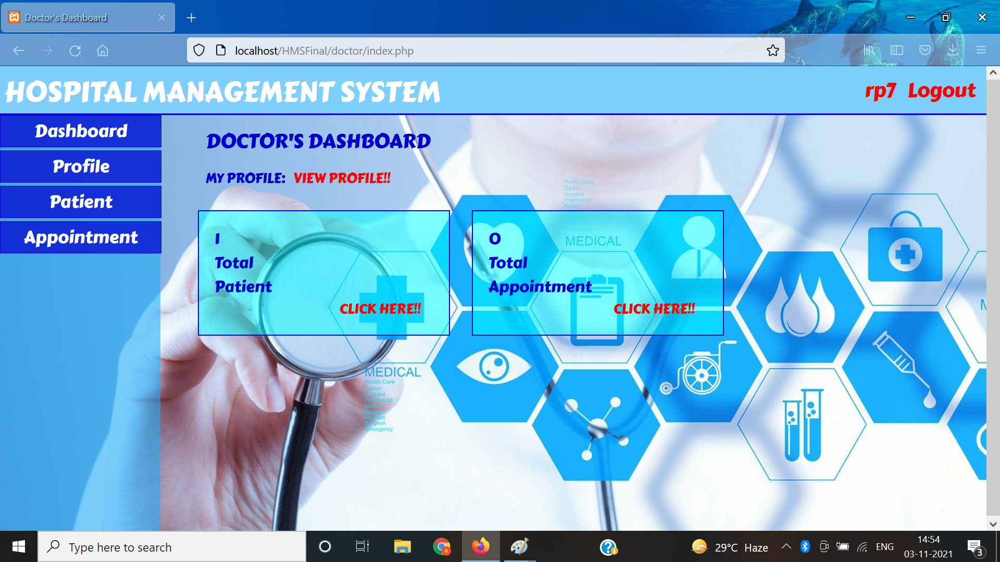 Doctor's Dashboard
localhost/HMSFinal/doctor/index.php
HOSPITAL MANAGEMENT SYSTEM
rp7 Logout
Dashboard
Profile
Patient
Appointment
DOCTOR'S DASHBOARD
MY PROFILE: VIEW PROFILE!!
1
Total
Patient
CLICK HERE!!
0
Total
Appointment
CLICK HERE!!
Health Care
Doctor
Hospital
Pharmacist
Nurse
Emergency
MEDICAL
MEDICAL
Health Care
Doctor
Hospital
Pharmacist
Nurse
Dentist
First Aid
Surgeon
Emergency
M
Type here to search
29°C Haze
ENG
14:54
03-11-2021
3